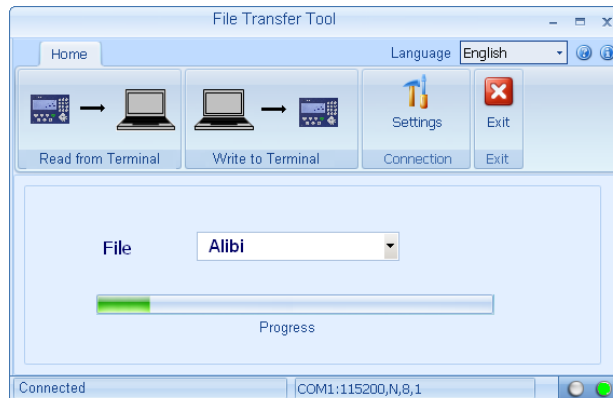 File Transfer Tool
Home
Language English
Read from Terminal
Write to Terminal
Settings
Connection
Exit
Exit
File Alibi
Progress
Connected
COM1:115200,N,8,1